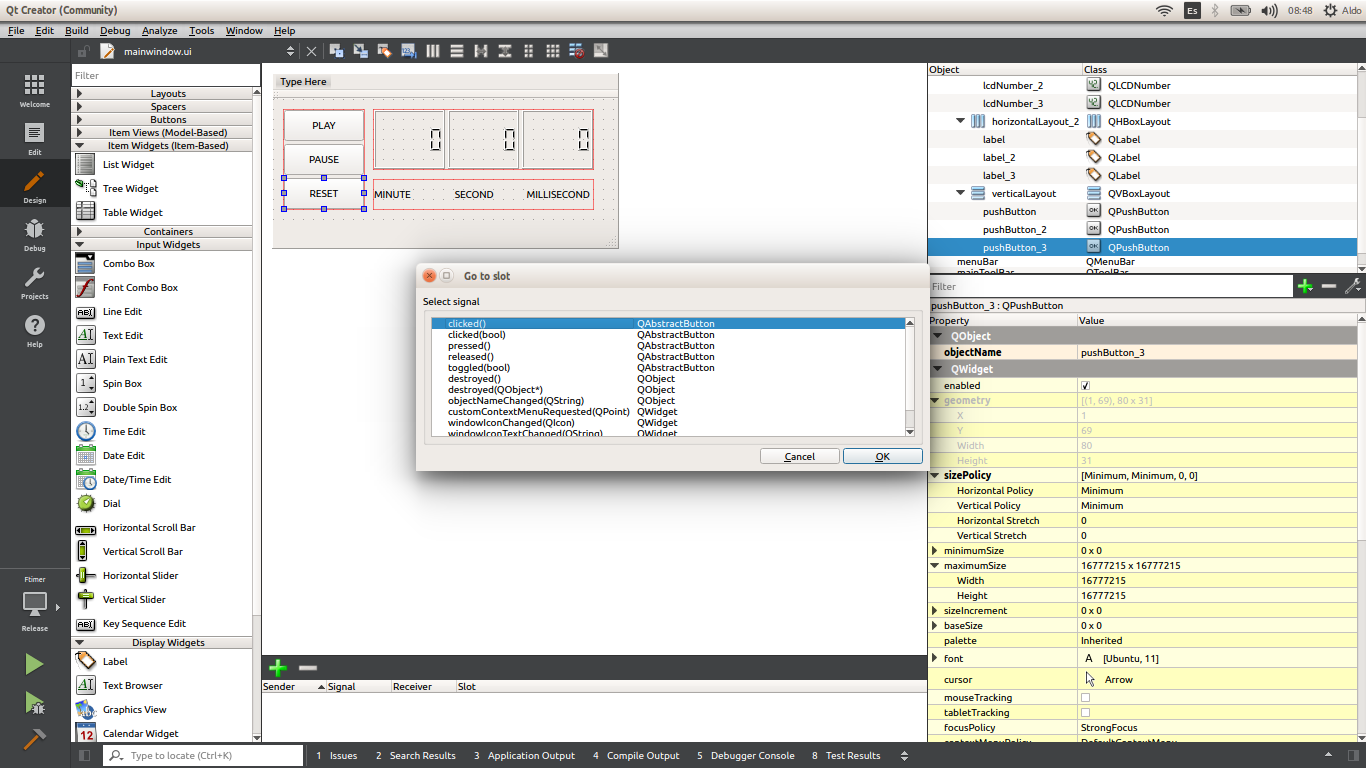 Qt Creator (Community)
Es
08:48
Aldo
File Edit Build Debug Analyze Tools Window Help
mainwindow.ui
Welcome
Edit
Design
Debug
Projects
Help
Ftimer
Release
Filter
Layouts
Spacers
Buttons
Item Views (Model-Based)
Item Widgets (Item-Based)
List Widget
Tree Widget
Table Widget
Containers
Input Widgets
Combo Box
Font Combo Box
Line Edit
Text Edit
Plain Text Edit
Spin Box
Double Spin Box
Time Edit
Date Edit
Date/Time Edit
Dial
Horizontal Scroll Bar
Vertical Scroll Bar
Horizontal Slider
Vertical Slider
Key Sequence Edit
Display Widgets
Label
Text Browser
Graphics View
Calendar Widget
Type Here
PLAY
PAUSE
RESET
0 0 0
MINUTE SECOND MILLISECOND
Go to slot
Select signal
clicked() QAbstractButton
clicked(bool) QAbstractButton
pressed() QAbstractButton
released() QAbstractButton
toggled(bool) QAbstractButton
destroyed() QObject
destroyed(QObject*) QObject
objectNameChanged(QString) QObject
customContextMenuRequested(QPoint) QWidget
windowIconChanged(QIcon) QWidget
windowIconTextChanged(QString) QWidget
Cancel OK
Sender Signal Receiver Slot
Object Class
lcdNumber_2 QLCDNumber
lcdNumber_3 QLCDNumber
horizontalLayout_2 QHBoxLayout
label QLabel
label_2 QLabel
label_3 QLabel
verticalLayout QVBoxLayout
pushButton QPushButton
pushButton_2 QPushButton
pushButton_3 QPushButton
menuBar QMenuBar
mainToolBar QToolBar
Filter
pushButton_3 : QPushButton
Property Value
QObject
objectName pushButton_3
QWidget
enabled
geometry [(1, 69), 80 x 31]
X 1
Y 69
Width 80
Height 31
sizePolicy [Minimum, Minimum, 0, 0]
Horizontal Policy Minimum
Vertical Policy Minimum
Horizontal Stretch 0
Vertical Stretch 0
minimumSize 0 x 0
maximumSize 16777215 x 16777215
Width 16777215
Height 16777215
sizeIncrement 0 x 0
baseSize 0 x 0
palette Inherited
font A [Ubuntu, 11]
cursor Arrow
mouseTracking
tabletTracking
focusPolicy StrongFocus
contextMenuPolicy DefaultContextMenu
Type to locate (Ctrl+K)
1 Issues 2 Search Results 3 Application Output 4 Compile Output 5 Debugger Console 8 Test Results